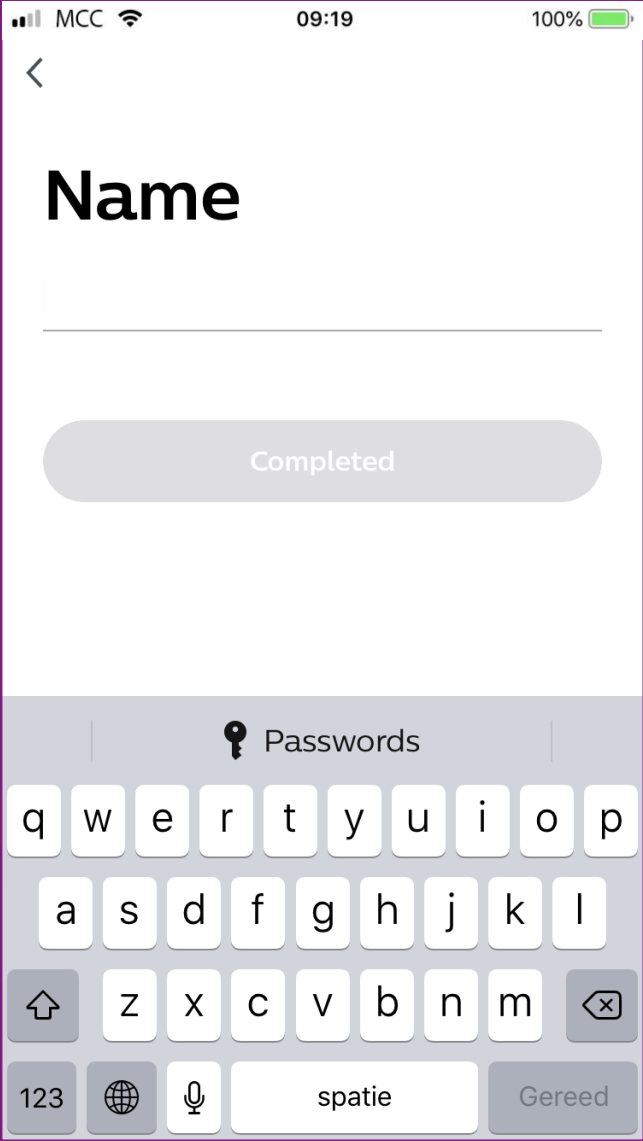 MCC 09:19 100%
Name
Completed
Passwords
q w e r t y u i o p
a s d f g h j k l
z x c v b n m
123 spatie Gereed